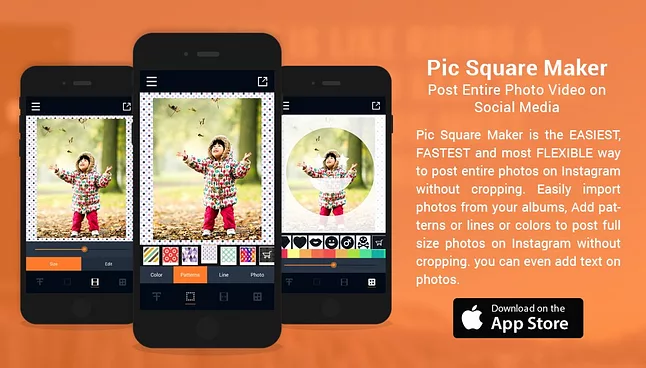 Pic Square Maker
Post Entire Photo Video on
Social Media
Pic Square Maker is the EASIEST,
FASTEST and most FLEXIBLE way
to post entire photos on Instagram
without cropping. Easily import
photos from your albums, Add pat-
terns or lines or colors to post full
size photos on Instagram without
cropping. you can even add text on
photos.
Download on the
App Store
Edit
Color Patterns Line Photo